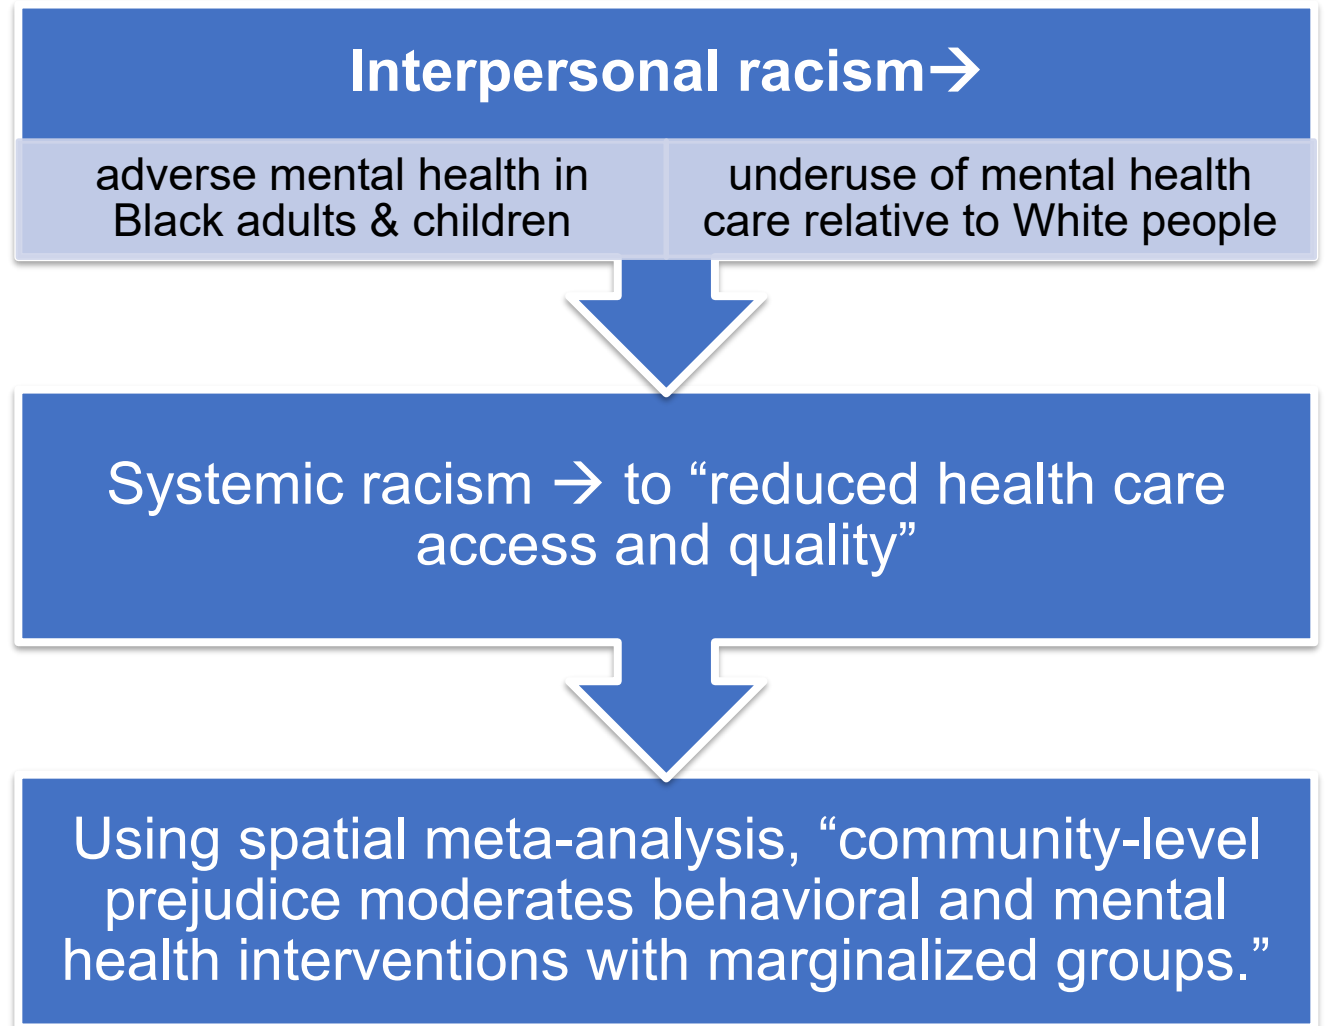 Interpersonal racism→
adverse mental health in
Black adults & children
underuse of mental health
care relative to White people
Systemic racism → to “reduced health care
access and quality”
Using spatial meta-analysis, “community-level
prejudice moderates behavioral and mental
health interventions with marginalized groups.”